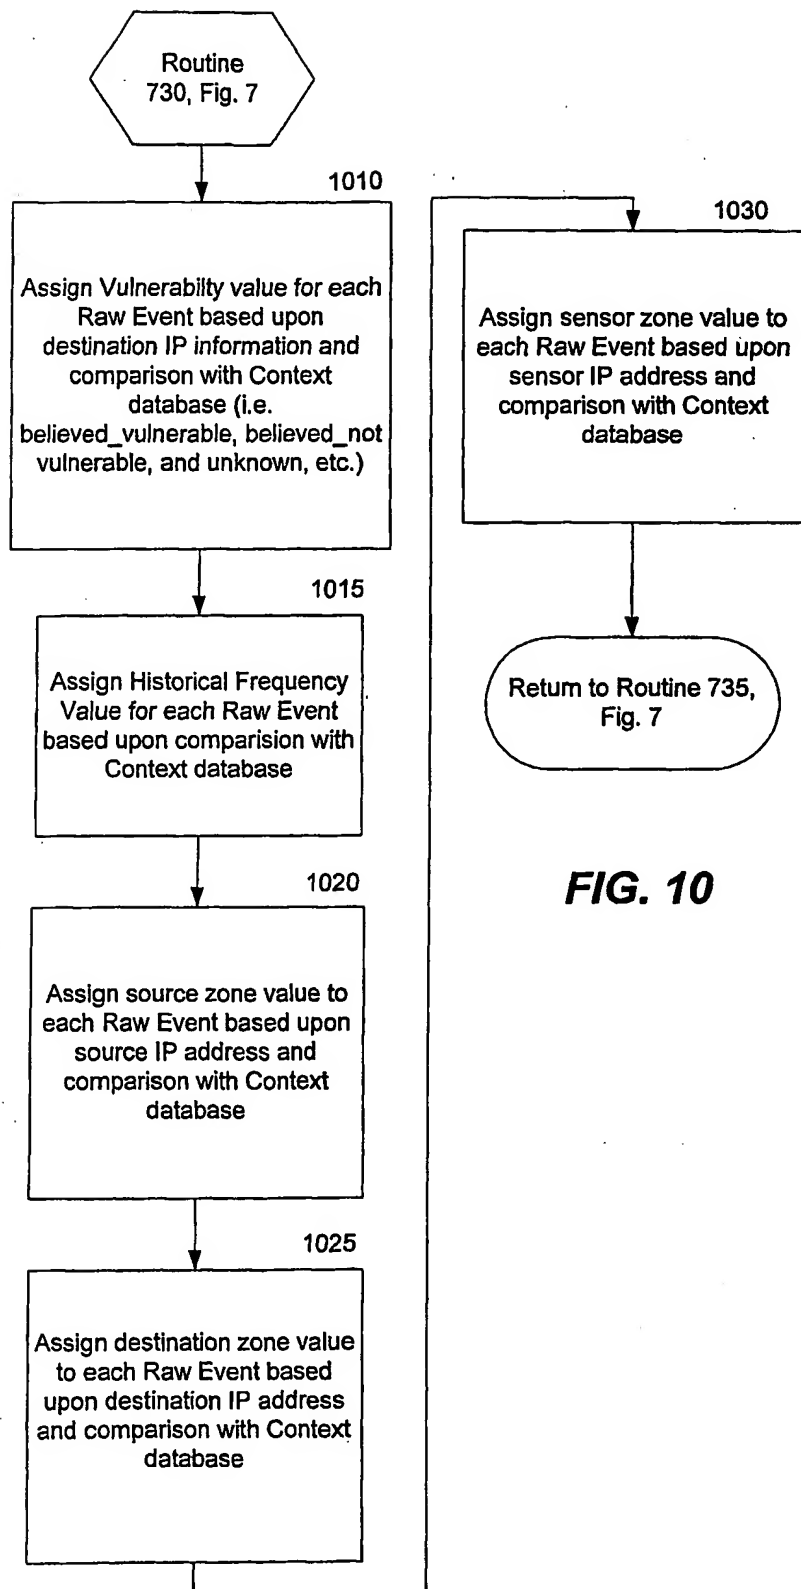 Routine
730, Fig. 7
1010
Assign Vulnerabilty value for each
Raw Event based upon
destination IP information and
comparison with Context
database (i.e.
believed_vulnerable, believed_not
vulnerable, and unknown, etc.)
1015
Assign Historical Frequency
Value for each Raw Event
based upon comparision with
Context database
1020
Assign source zone value to
each Raw Event based upon
source IP address and
comparison with Context
database
1025
Assign destination zone value
to each Raw Event based
upon destination IP address
and comparison with Context
database
1030
Assign sensor zone value to
each Raw Event based upon
sensor IP address and
comparison with Context
database
Return to Routine 735,
Fig. 7
FIG. 10